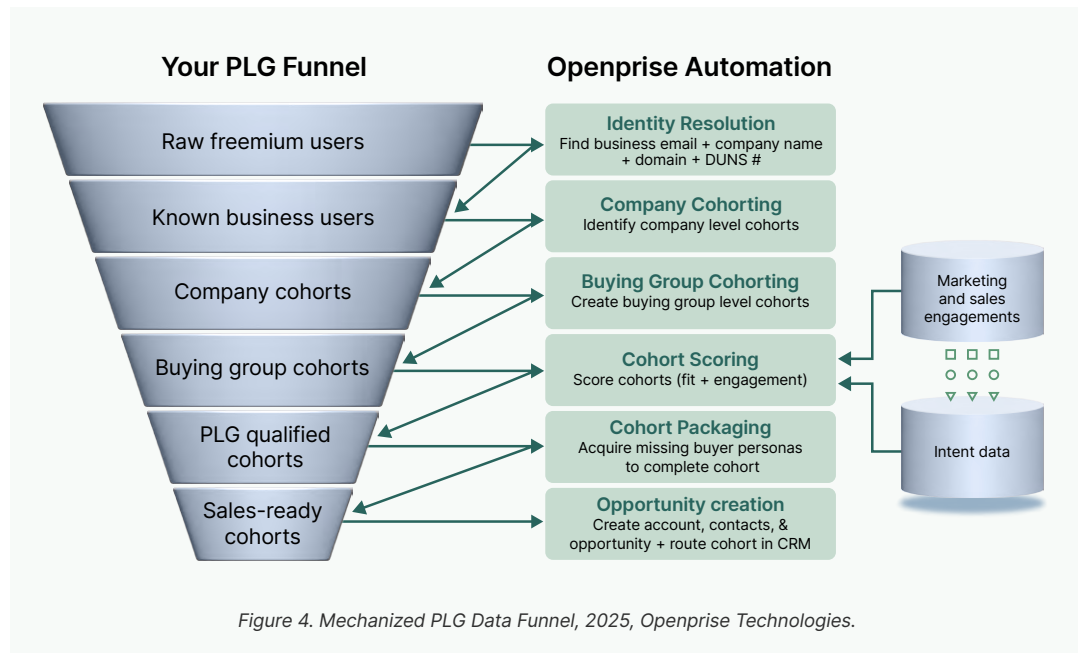 Your PLG Funnel
Openprise Automation
Raw freemium users
Identity Resolution
Find business email + company name
+ domain + DUNS #
Known business users
Company Cohorting
Identify company level cohorts
Company cohorts
Buying Group Cohorting
Create buying group level cohorts
Marketing
and sales
engagements
Buying group cohorts
Cohort Scoring
Score cohorts (fit + engagement)
PLG qualified
cohorts
Cohort Packaging
Acquire missing buyer personas
to complete cohort
Intent data
Sales-ready
cohorts
Opportunity creation
Create account, contacts, &
opportunity + route cohort in CRM
Figure 4. Mechanized PLG Data Funnel, 2025, Openprise Technologies.